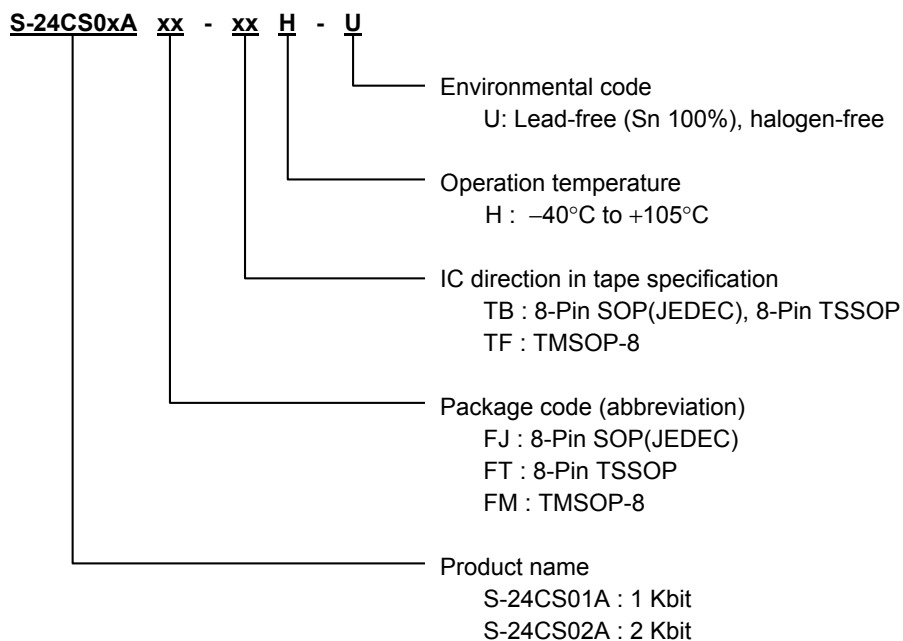 S-24CS0xA xx - xx H - U
Environmental code
U: Lead-free (Sn 100%), halogen-free
Operation temperature
H : −40°C to +105°C
IC direction in tape specification
TB : 8-Pin SOP(JEDEC), 8-Pin TSSOP
TF : TMSOP-8
Package code (abbreviation)
FJ : 8-Pin SOP(JEDEC)
FT : 8-Pin TSSOP
FM : TMSOP-8
Product name
S-24CS01A : 1 Kbit
S-24CS02A : 2 Kbit